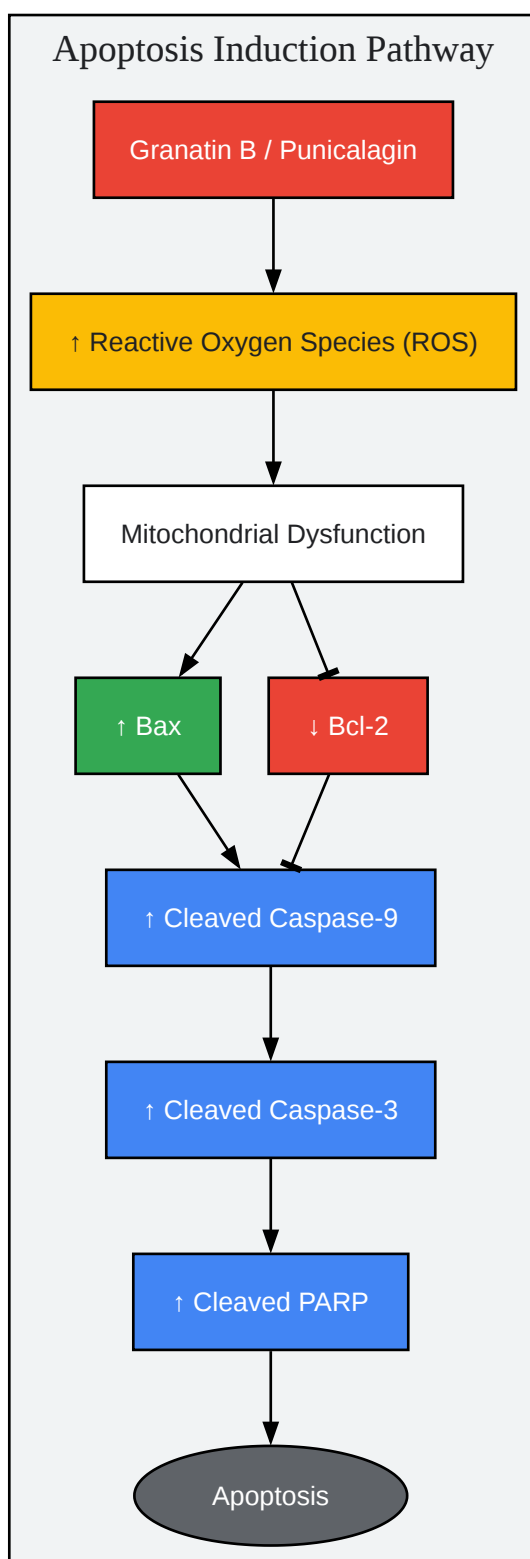 Apoptosis Induction Pathway
Granatin B / Punicalagin
↑ Reactive Oxygen Species (ROS)
Mitochondrial Dysfunction
↑ Bax
↓ Bcl-2
↑ Cleaved Caspase-9
↑ Cleaved Caspase-3
↑ Cleaved PARP
Apoptosis